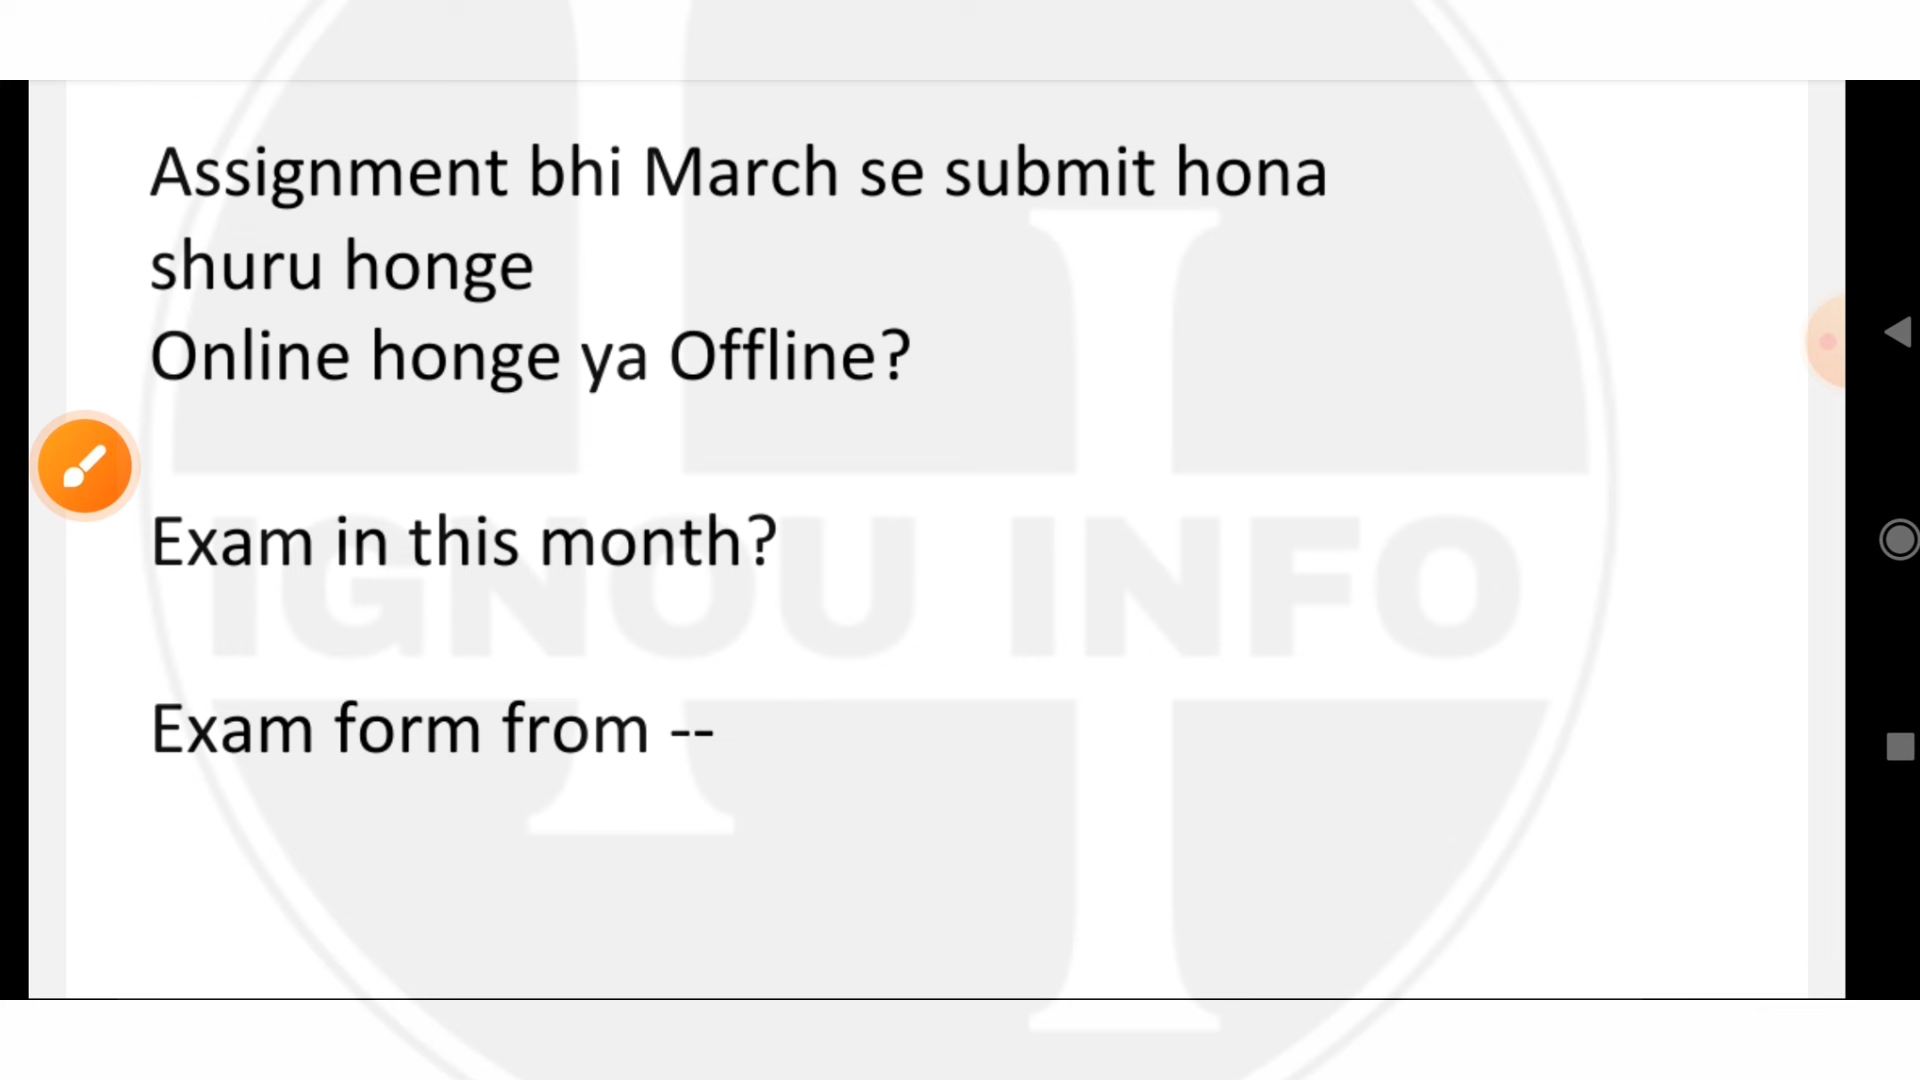 Assignment bhi March se submit hona
shuru honge
Online honge ya Offline?
Exam in this month?
IGNOU INFO
Exam form from --